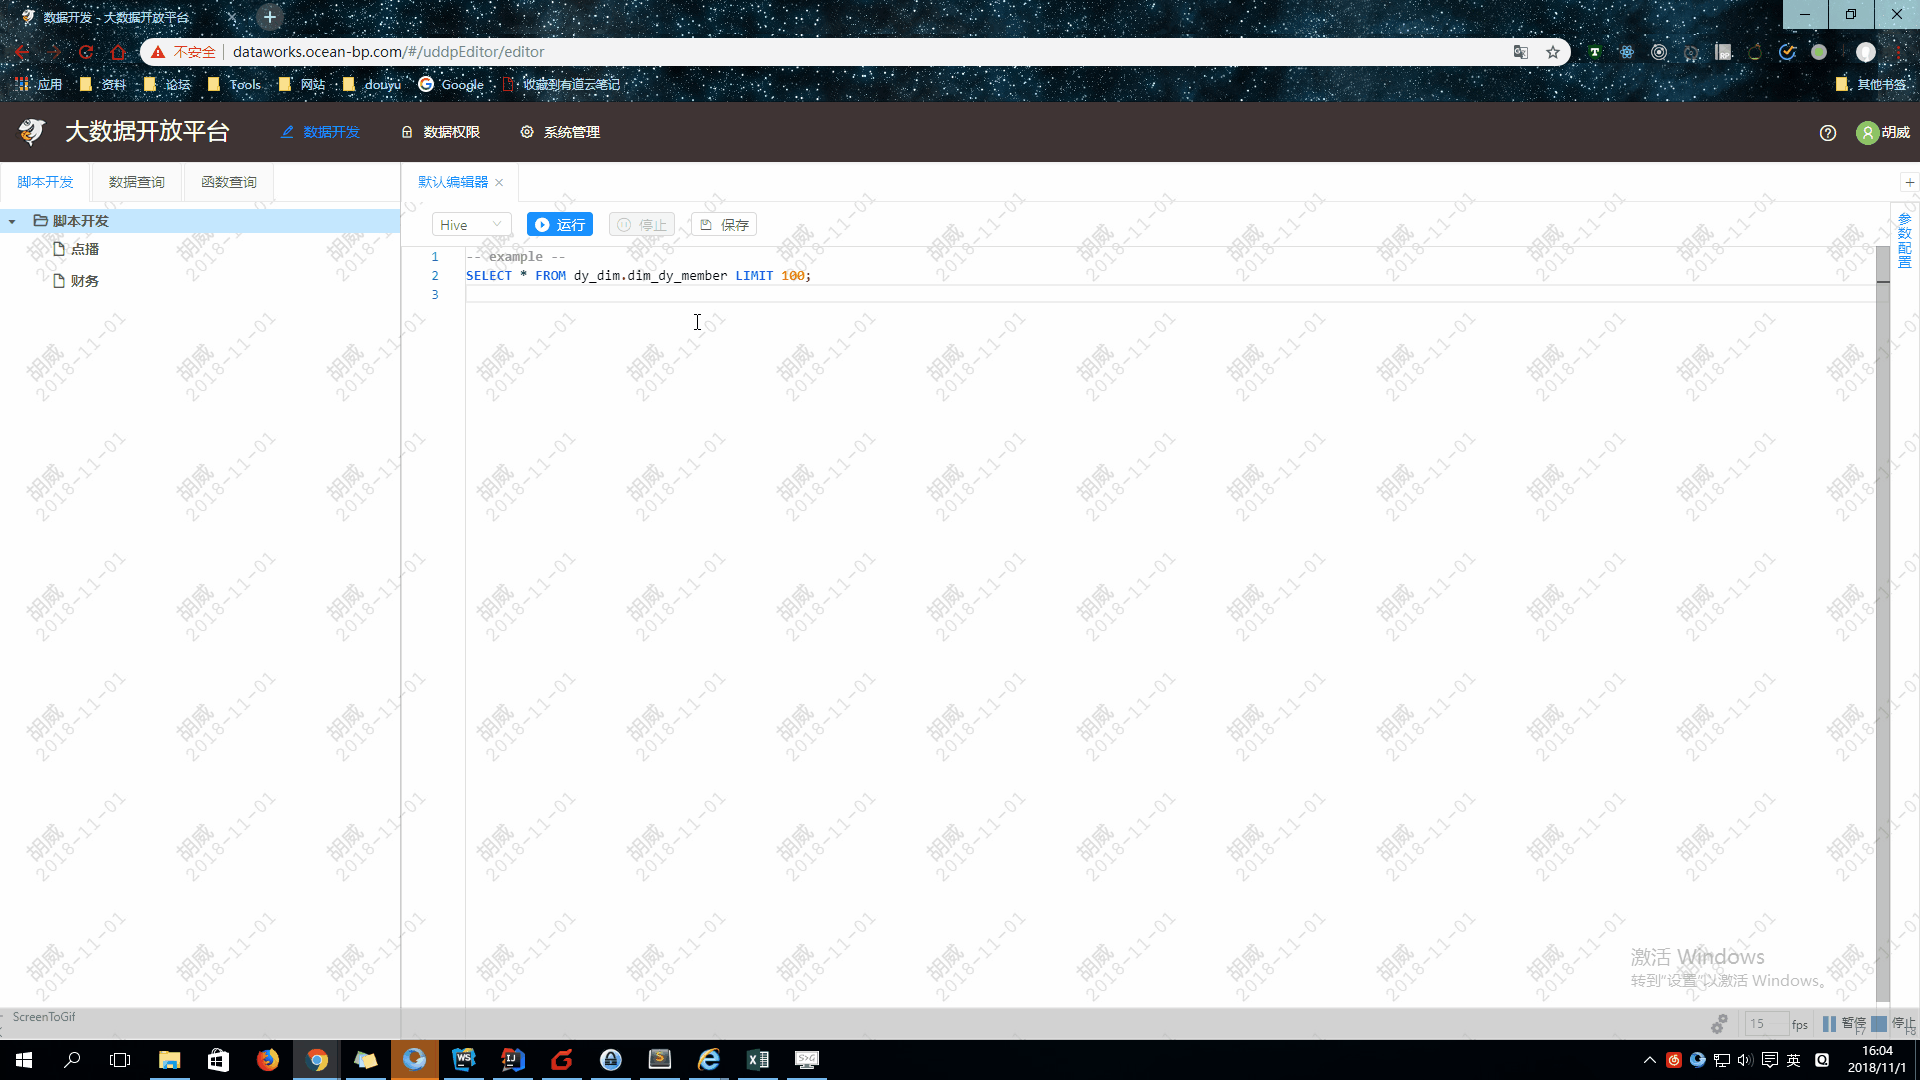 数据开发 - 大数据开放平台
不安全 dataworks.ocean-bp.com/#/uddpEditor/editor
应用 资料 论坛 Tools 网站 douyu Google 收藏到有道云笔记 其他书签
大数据开放平台 数据开发 数据权限 系统管理 胡威
脚本开发 数据查询 函数查询 默认编辑器
脚本开发
点播
财务
Hive 运行 停止 保存
参数配置
1 -- example --
2 SELECT * FROM dy_dim.dim_dy_member LIMIT 100;
3
胡威
2018-11-01
激活 Windows
转到"设置"以激活 Windows。
ScreenToGif 15 fps 暂停 F7 停止 F8
英 16:04
2018/11/1